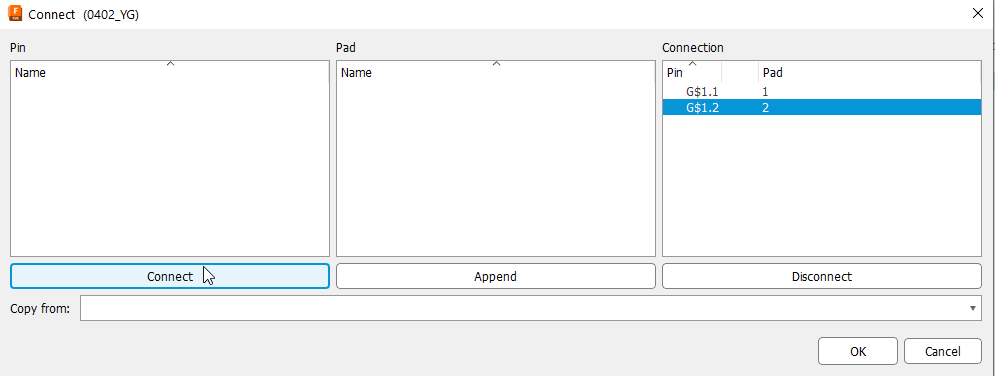 Connect (0402_YG)
Pin Pad Connection
Name Name Pin Pad
G$1.1 1
G$1.2 2
Connect Append Disconnect
Copy from:
OK Cancel